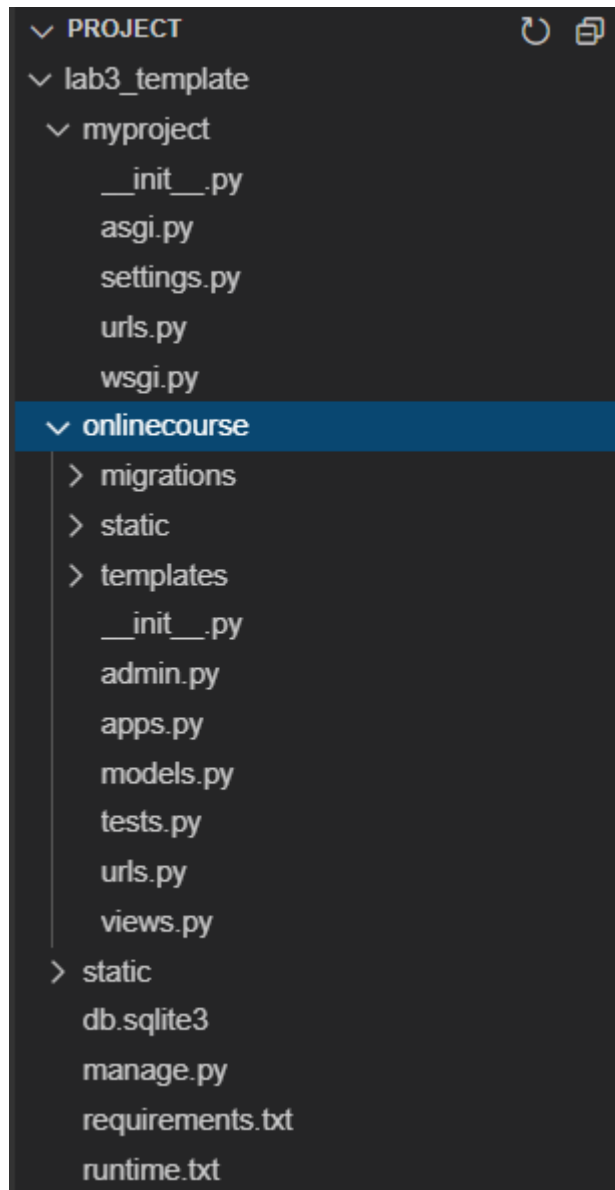 PROJECT
lab3_template
myproject
__init__.py
asgi.py
settings.py
urls.py
wsgi.py
onlinecourse
migrations
static
templates
__init__.py
admin.py
apps.py
models.py
tests.py
urls.py
views.py
static
db.sqlite3
manage.py
requirements.txt
runtime.txt